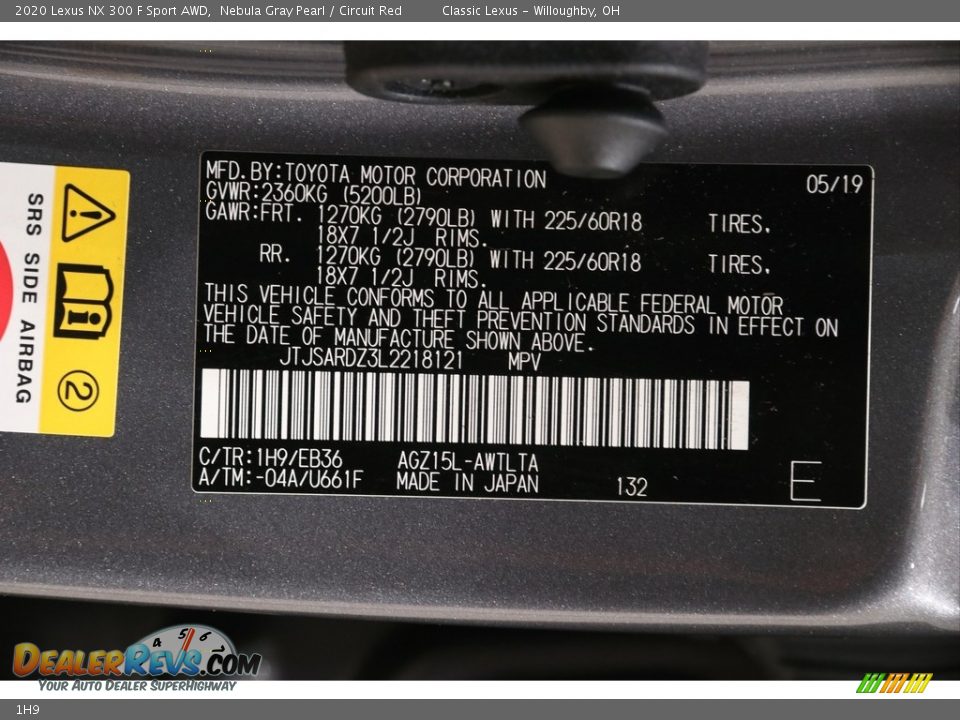 2020 Lexus NX 300 F Sport AWD, Nebula Gray Pearl / Circuit Red Classic Lexus - Willoughby, OH
SRS SIDE AIRBAG
2
MFD.BY:TOYOTA MOTOR CORPORATION 05/19
GVWR:2360KG (5200LB)
GAWR:FRT. 1270KG (2790LB) WITH 225/60R18 TIRES.
18X7 1/2J RIMS.
RR. 1270KG (2790LB) WITH 225/60R18 TIRES.
18X7 1/2J RIMS.
THIS VEHICLE CONFORMS TO ALL APPLICABLE FEDERAL MOTOR
VEHICLE SAFETY AND THEFT PREVENTION STANDARDS IN EFFECT ON
THE DATE OF MANUFACTURE SHOWN ABOVE.
JTJSARDZ3L2218121 MPV
C/TR:1H9/EB36 AGZ15L-AWTLTA
A/TM:-04A/U661F MADE IN JAPAN 132 E
4 5 6
DealerRevs.com
Your Auto Dealer SuperHighway
1H9